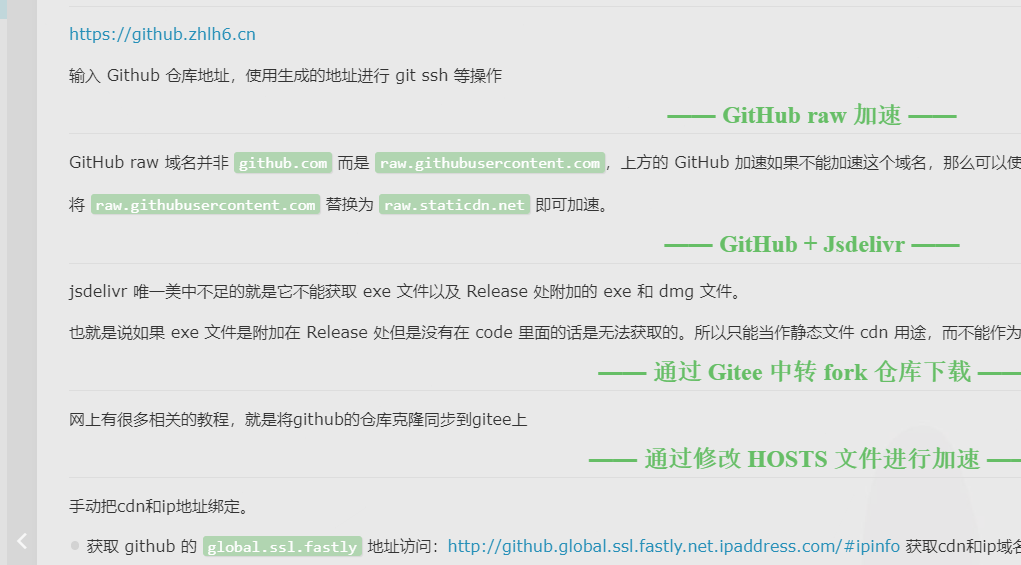 https://github.zhlh6.cn
输入 Github 仓库地址，使用生成的地址进行 git ssh 等操作
—— GitHub raw 加速 ——
GitHub raw 域名并非 github.com 而是 raw.githubusercontent.com，上方的 GitHub 加速如果不能加速这个域名，那么可以使
将 raw.githubusercontent.com 替换为 raw.staticdn.net 即可加速。
—— GitHub + Jsdelivr ——
jsdelivr 唯一美中不足的就是它不能获取 exe 文件以及 Release 处附加的 exe 和 dmg 文件。
也就是说如果 exe 文件是附加在 Release 处但是没有在 code 里面的话是无法获取的。所以只能当作静态文件 cdn 用途，而不能作为
—— 通过 Gitee 中转 fork 仓库下载 ——
网上有很多相关的教程，就是将github的仓库克隆同步到gitee上
—— 通过修改 HOSTS 文件进行加速 ——
手动把cdn和ip地址绑定。
获取 github 的 global.ssl.fastly 地址访问：http://github.global.ssl.fastly.net.ipaddress.com/#ipinfo 获取cdn和ip域名